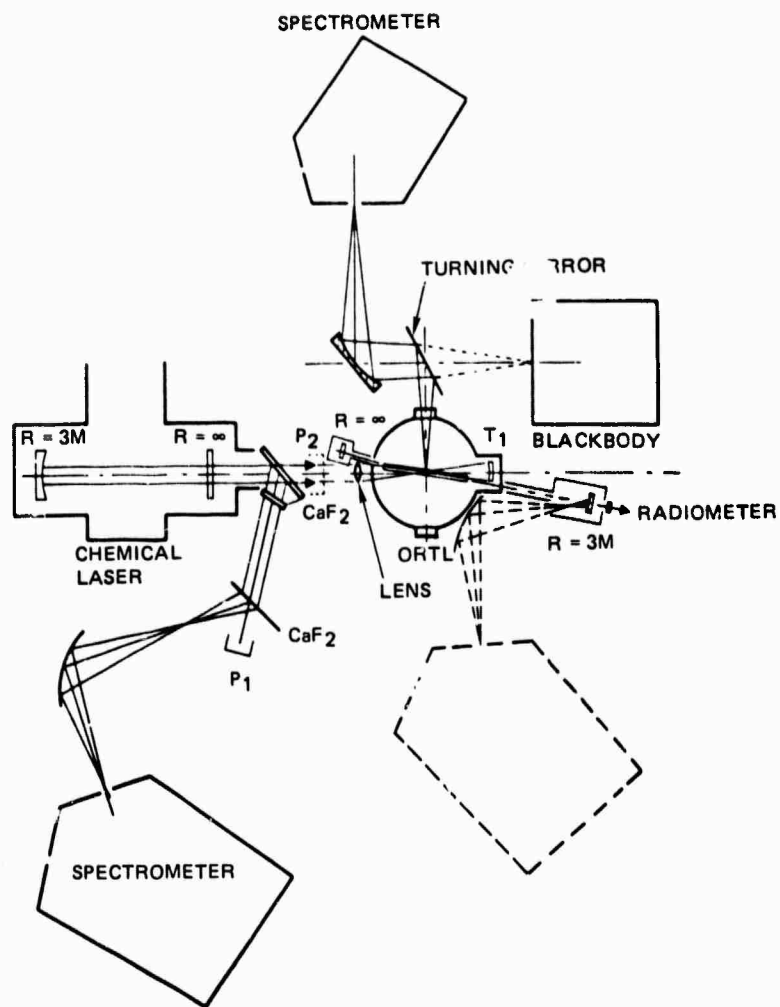 SPECTROMETER
TURNING RROR
R = ∞
T1
BLACKBODY
R = 3M
R = ∞
P2
CaF2
CHEMICAL
LASER
ORTL
LENS
R = 3M
RADIOMETER
CaF2
P1
SPECTROMETER